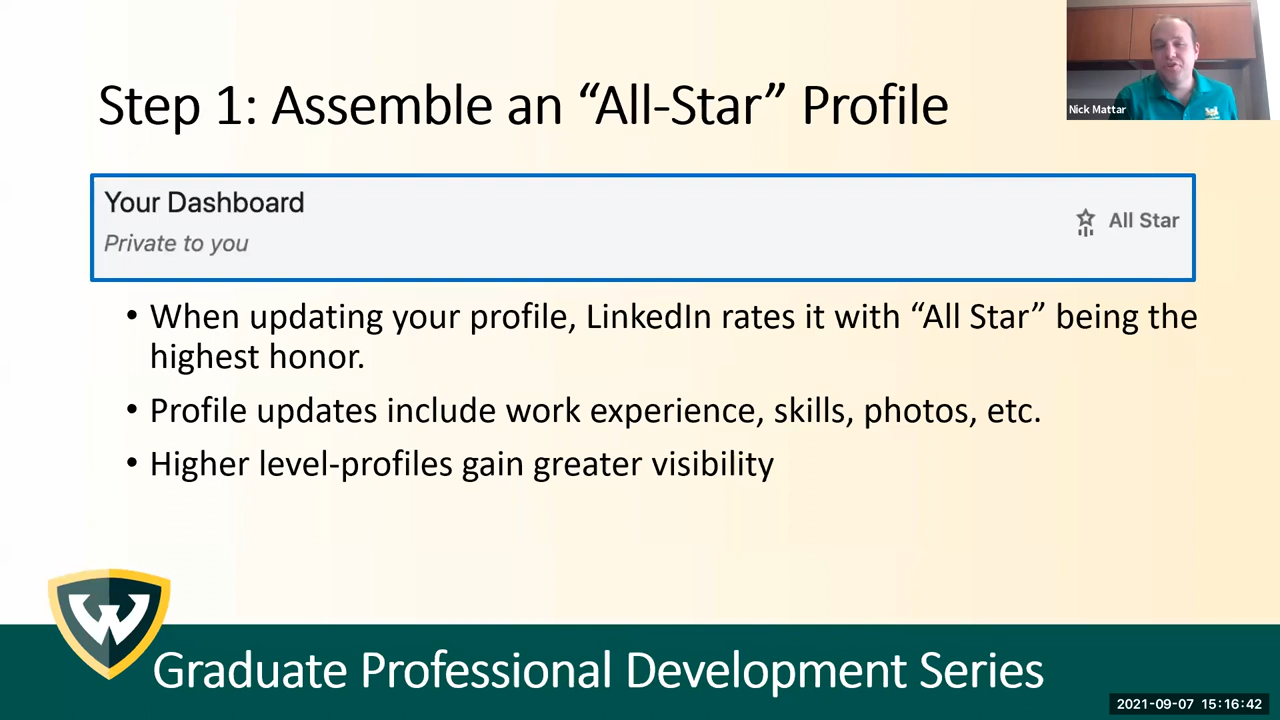 Step 1: Assemble an “All-Star” Profile
Nick Mattar
Your Dashboard
Private to you
All Star
• When updating your profile, LinkedIn rates it with “All Star” being the
highest honor.
• Profile updates include work experience, skills, photos, etc.
• Higher level-profiles gain greater visibility
W
Graduate Professional Development Series
2021-09-07 15:16:42